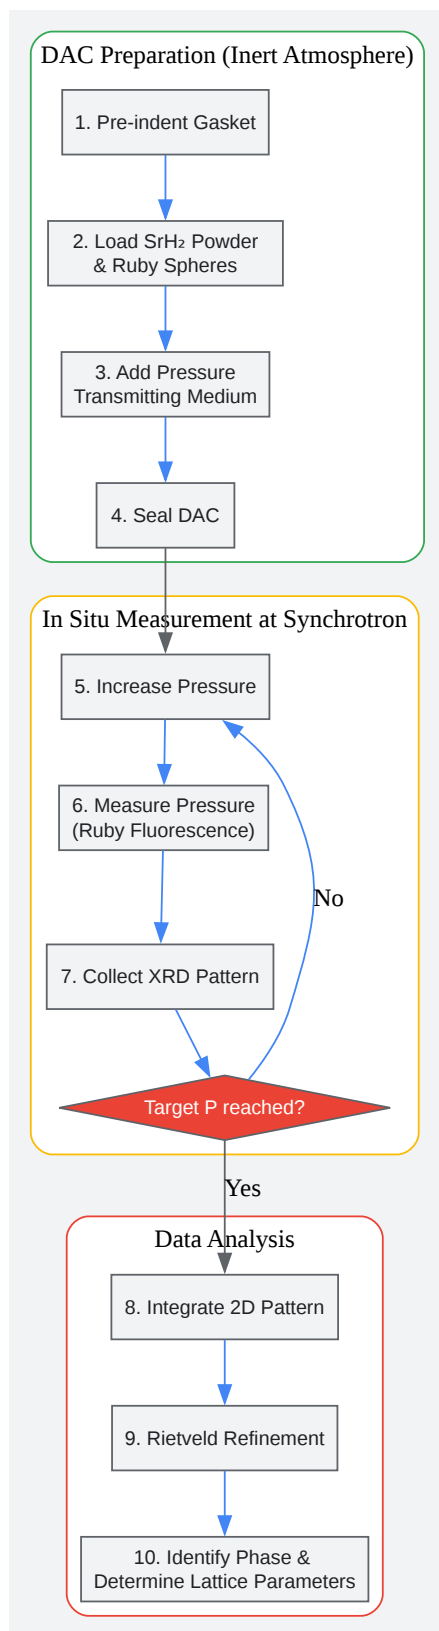 DAC Preparation (Inert Atmosphere)
1. Pre-indent Gasket
2. Load SrH₂ Powder
& Ruby Spheres
3. Add Pressure
Transmitting Medium
4. Seal DAC
In Situ Measurement at Synchrotron
5. Increase Pressure
6. Measure Pressure
(Ruby Fluorescence)
No
7. Collect XRD Pattern
Target P reached?
Yes
Data Analysis
8. Integrate 2D Pattern
9. Rietveld Refinement
10. Identify Phase &
Determine Lattice Parameters